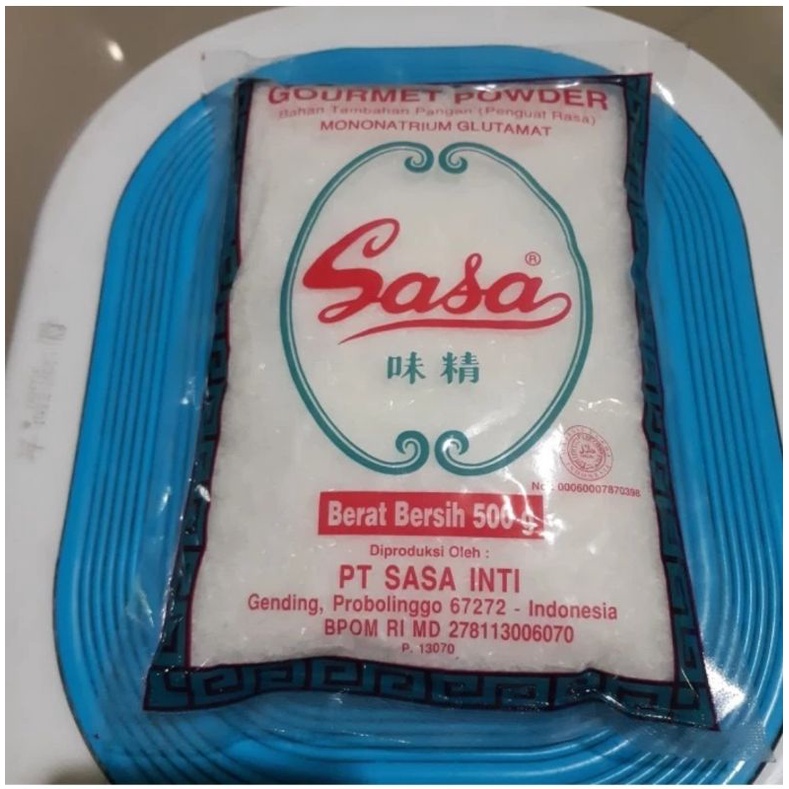 GOURMET POWDER
Bahan Tambahan Pangan (Penguat Rasa)
MONONATRIUM GLUTAMAT
Sasa®
味精
No. 00060007870398
Berat Bersih 500 g
Diproduksi Oleh :
PT SASA INTI
Gending, Probolinggo 67272 - Indonesia
BPOM RI MD 278113006070
P. 13070